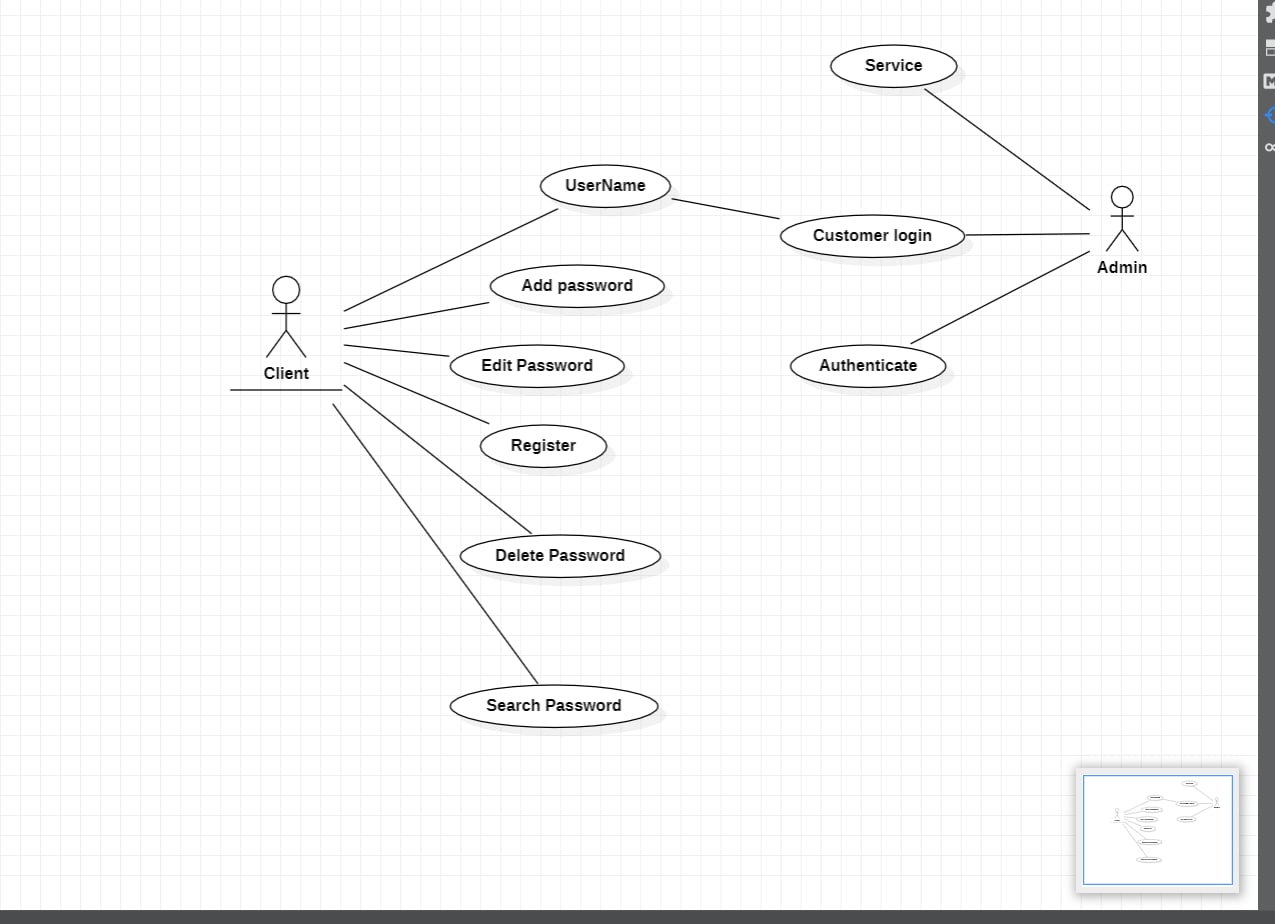 Service
UserName
Customer login
Admin
Add password
Client
Edit Password
Authenticate
Register
Delete Password
Search Password